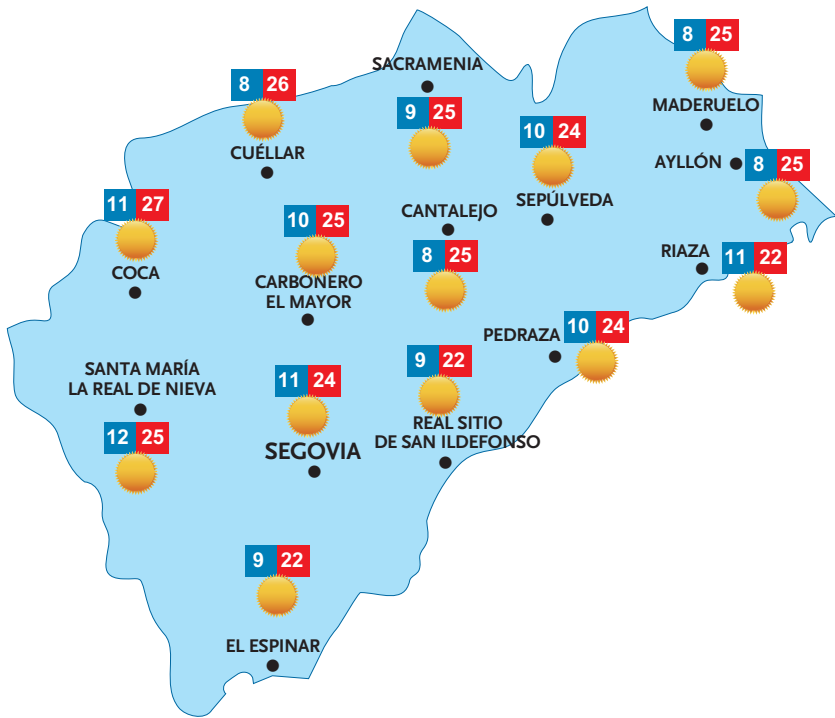 8 25
MADERUELO
SACRAMENIA
9 25
8 26
CUÉLLAR
10 24
SEPÚLVEDA
AYLLÓN
8 25
11 27
COCA
10 25
CARBONERO
EL MAYOR
CANTALEJO
8 25
RIAZA
11 22
PEDRAZA
10 24
SANTA MARÍA
LA REAL DE NIEVA
12 25
11 24
SEGOVIA
9 22
REAL SITIO
DE SAN ILDEFONSO
9 22
EL ESPINAR